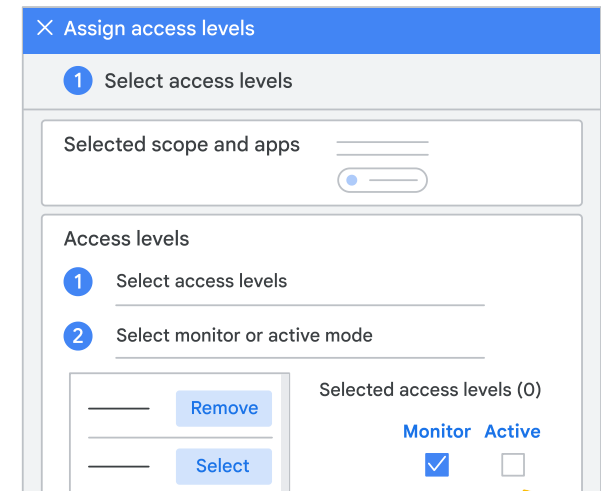 Assign access levels
1 Select access levels
Selected scope and apps
Access levels
1 Select access levels
2 Select monitor or active mode
Selected access levels (0)
Remove
Monitor Active
Select